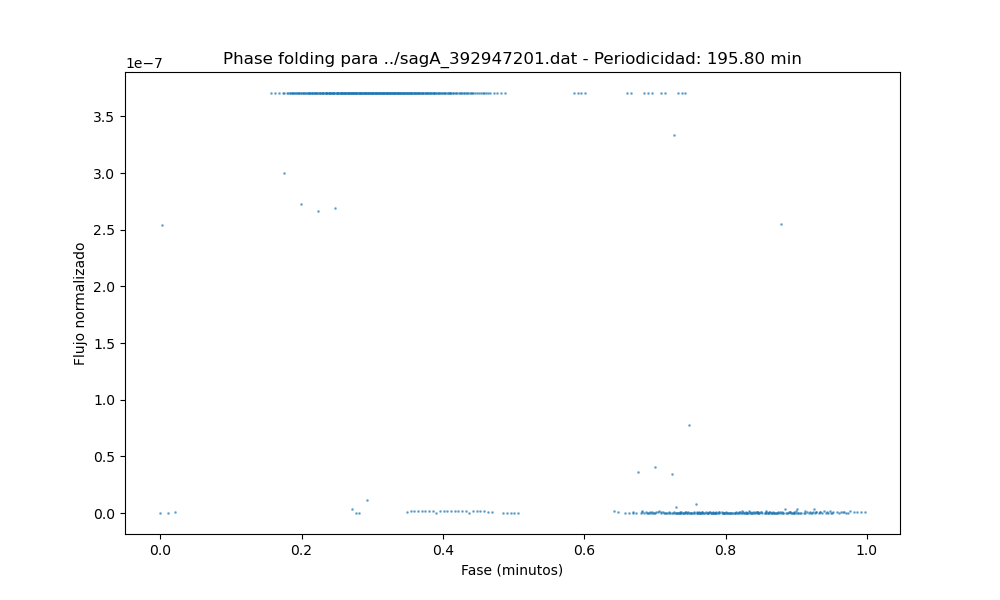 Phase folding para ../sagA_392947201.dat - Periodicidad: 195.80 min
1e−7
3.5
3.0
2.5
2.0
1.5
1.0
0.5
0.0
Flujo normalizado
0.0 0.2 0.4 0.6 0.8 1.0
Fase (minutos)